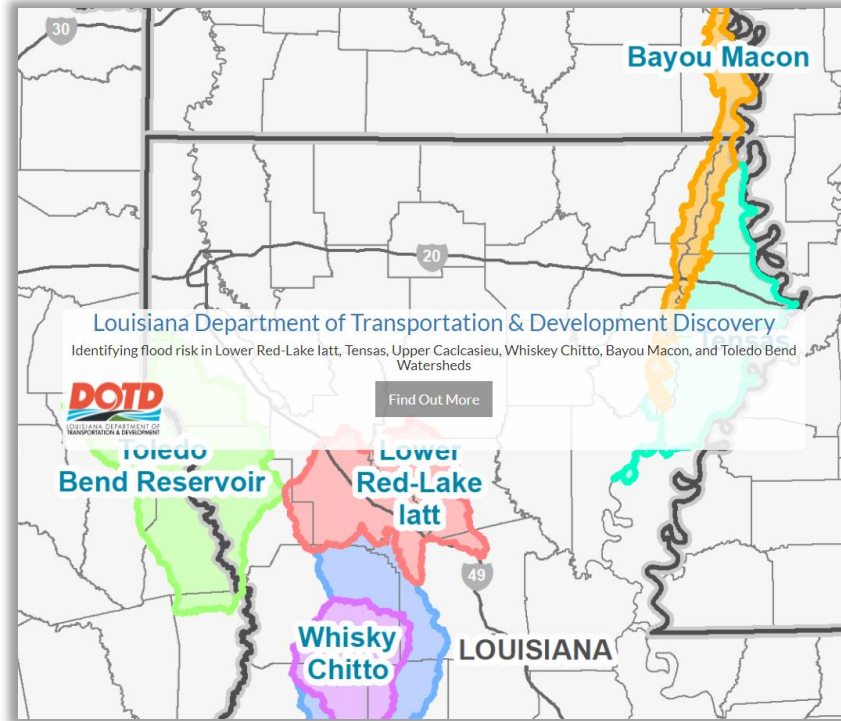 30
Bayou Macon
20
Louisiana Department of Transportation & Development Discovery
Tensas
Identifying flood risk in Lower Red-Lake Iatt, Tensas, Upper Caclcasieu, Whiskey Chitto, Bayou Macon, and Toledo Bend
Watersheds
Find Out More
DOTD
LOUISIANA DEPARTMENT OF
TRANSPORTATION & DEVELOPMENT
Toledo
Bend Reservoir
Lower
Red-Lake
Iatt
49
Whisky
Chitto
LOUISIANA